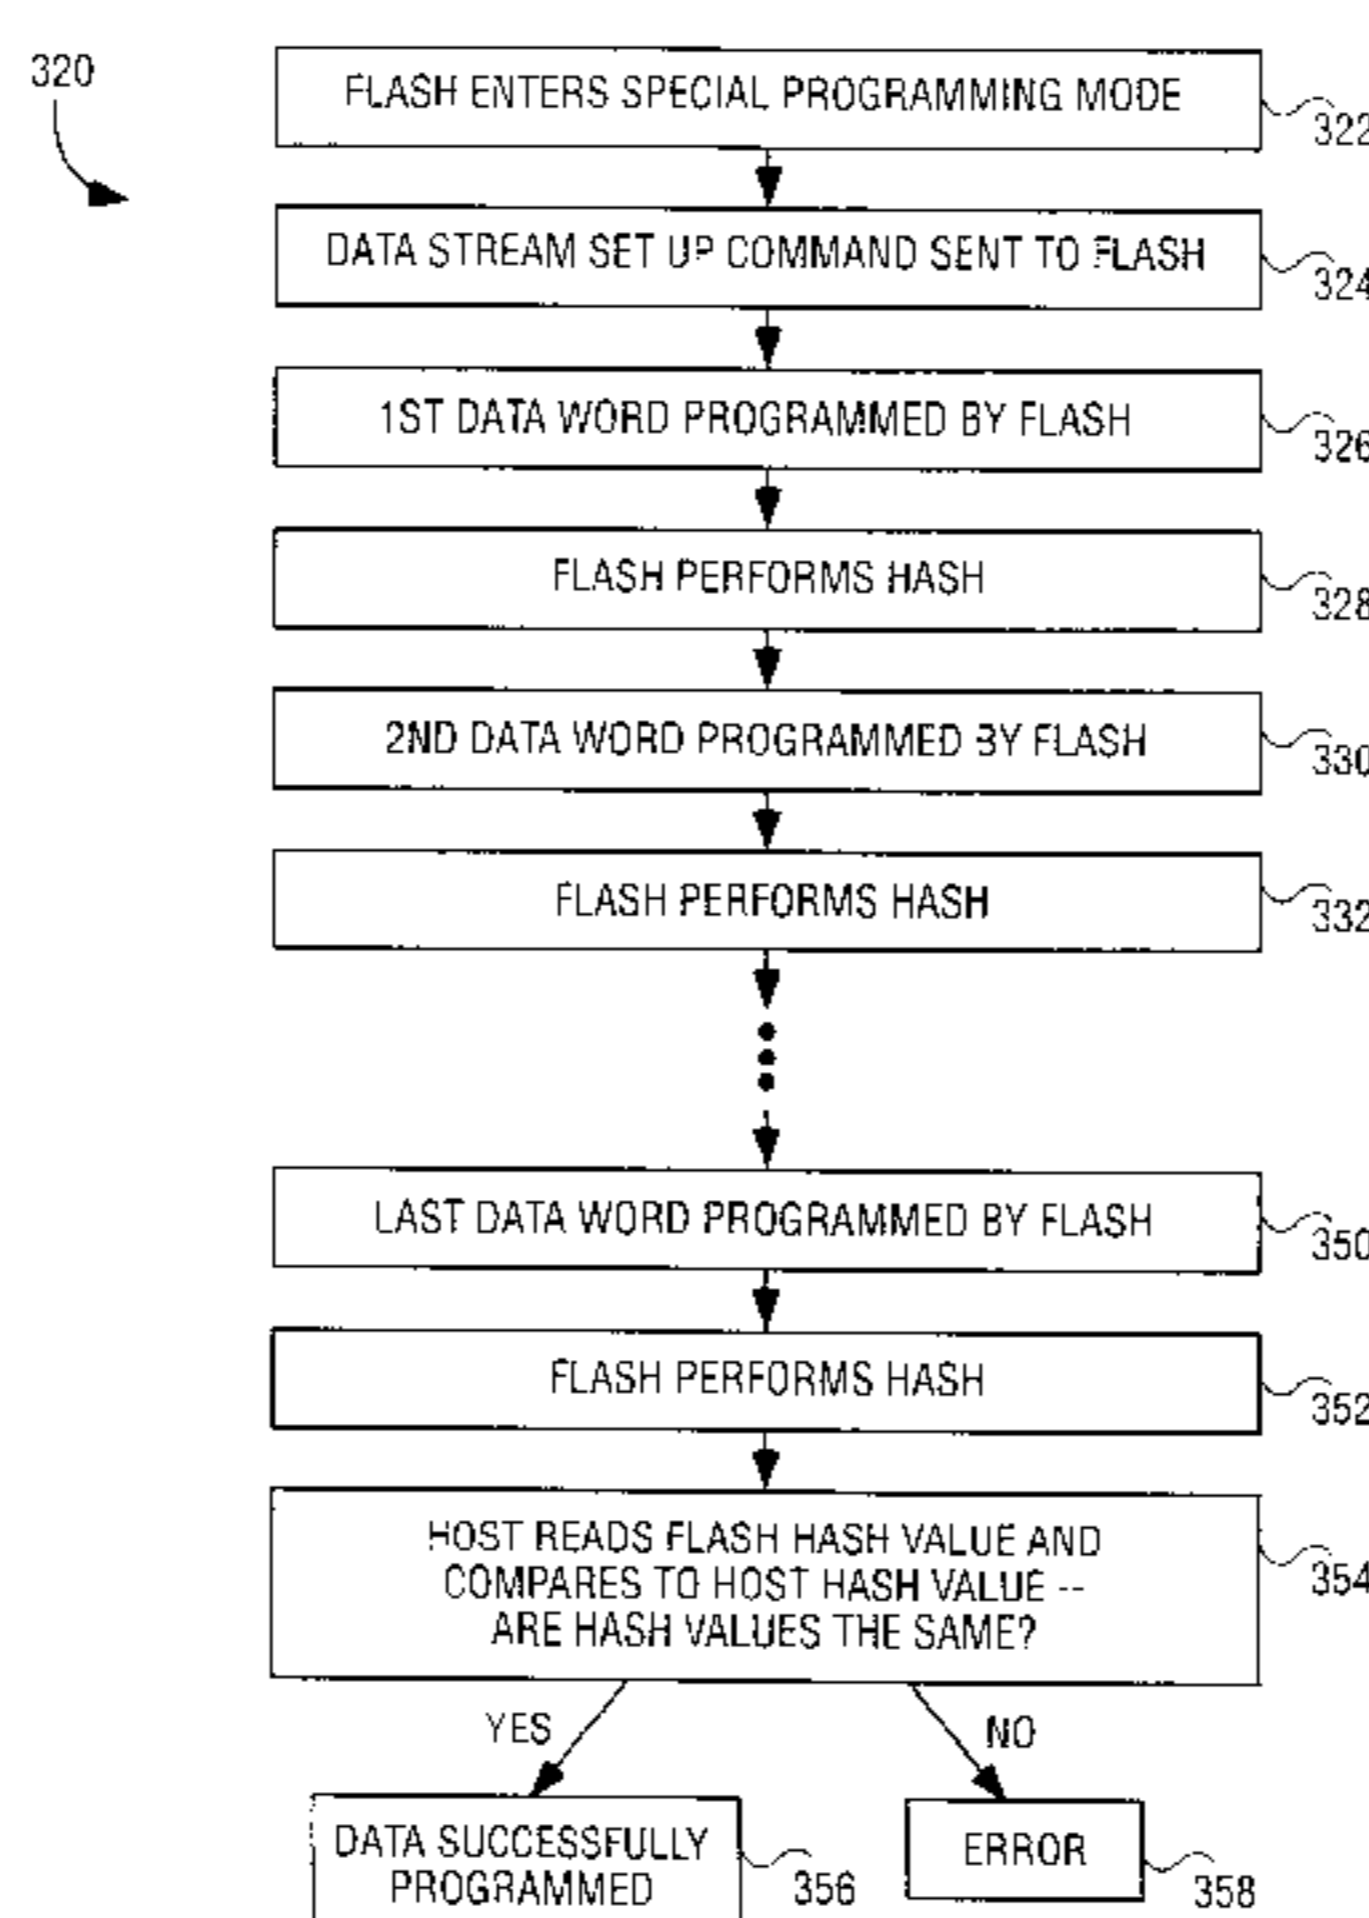 320
FLASH ENTERS SPECIAL PROGRAMMING MODE
322
DATA STREAM SET UP COMMAND SENT TO FLASH
324
1ST DATA WORD PROGRAMMED BY FLASH
326
FLASH PERFORMS HASH
328
2ND DATA WORD PROGRAMMED BY FLASH
330
FLASH PERFORMS HASH
332
LAST DATA WORD PROGRAMMED BY FLASH
350
FLASH PERFORMS HASH
352
HOST READS FLASH HASH VALUE AND
COMPARES TO HOST HASH VALUE --
ARE HASH VALUES THE SAME?
354
YES
NO
DATA SUCCESSFULLY
PROGRAMMED
356
ERROR
358